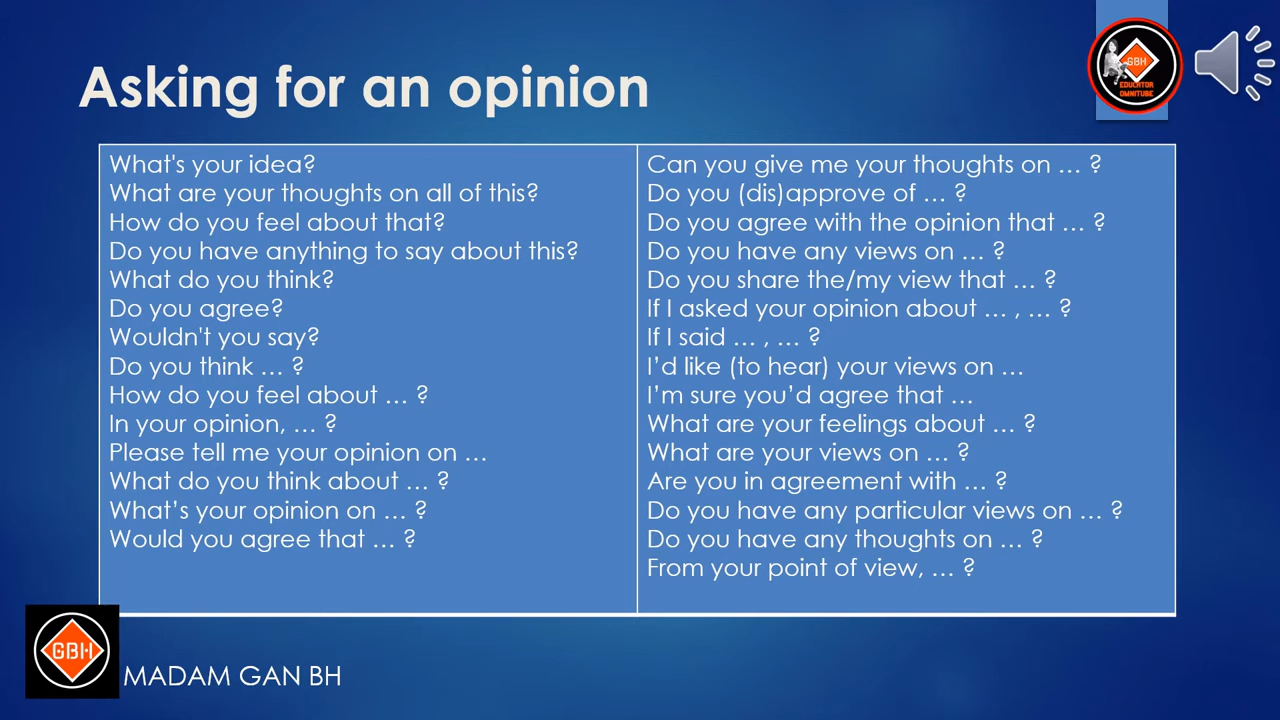 Asking for an opinion
GBH
EDUCATOR
OMNITUBE
What's your idea?
What are your thoughts on all of this?
How do you feel about that?
Do you have anything to say about this?
What do you think?
Do you agree?
Wouldn't you say?
Do you think … ?
How do you feel about … ?
In your opinion, … ?
Please tell me your opinion on …
What do you think about … ?
What’s your opinion on … ?
Would you agree that … ?
Can you give me your thoughts on … ?
Do you (dis)approve of … ?
Do you agree with the opinion that … ?
Do you have any views on … ?
Do you share the/my view that … ?
If I asked your opinion about … , … ?
If I said … , … ?
I’d like (to hear) your views on …
I’m sure you’d agree that …
What are your feelings about … ?
What are your views on … ?
Are you in agreement with … ?
Do you have any particular views on … ?
Do you have any thoughts on … ?
From your point of view, … ?
GBH
MADAM GAN BH